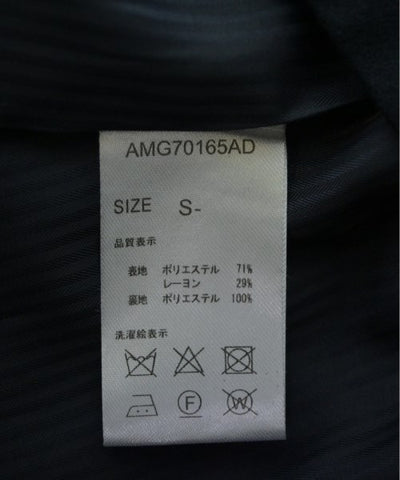 AMG70165AD
SIZE S-
品質表示
表地 ポリエステル 71%
レーヨン 29%
裏地 ポリエステル 100%
洗濯絵表示
F W